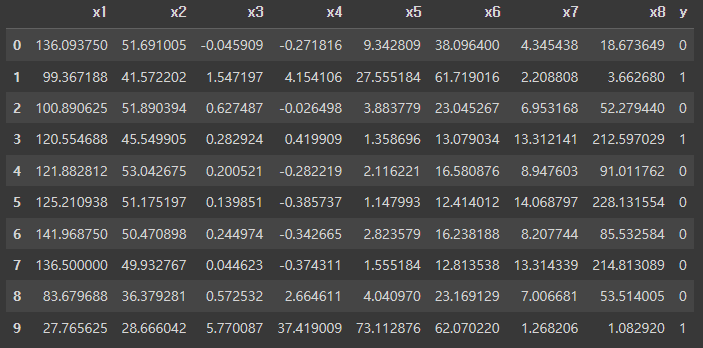 x1 x2 x3 x4 x5 x6 x7 x8 y
0 136.093750 51.691005 -0.045909 -0.271816 9.342809 38.096400 4.345438 18.673649 0
1 99.367188 41.572202 1.547197 4.154106 27.555184 61.719016 2.208808 3.662680 1
2 100.890625 51.890394 0.627487 -0.026498 3.883779 23.045267 6.953168 52.279440 0
3 120.554688 45.549905 0.282924 0.419909 1.358696 13.079034 13.312141 212.597029 1
4 121.882812 53.042675 0.200521 -0.282219 2.116221 16.580876 8.947603 91.011762 0
5 125.210938 51.175197 0.139851 -0.385737 1.147993 12.414012 14.068797 228.131554 0
6 141.968750 50.470898 0.244974 -0.342665 2.823579 16.238188 8.207744 85.532584 0
7 136.500000 49.932767 0.044623 -0.374311 1.555184 12.813538 13.314339 214.813089 0
8 83.679688 36.379281 0.572532 2.664611 4.040970 23.169129 7.006681 53.514005 0
9 27.765625 28.666042 5.770087 37.419009 73.112876 62.070220 1.268206 1.082920 1